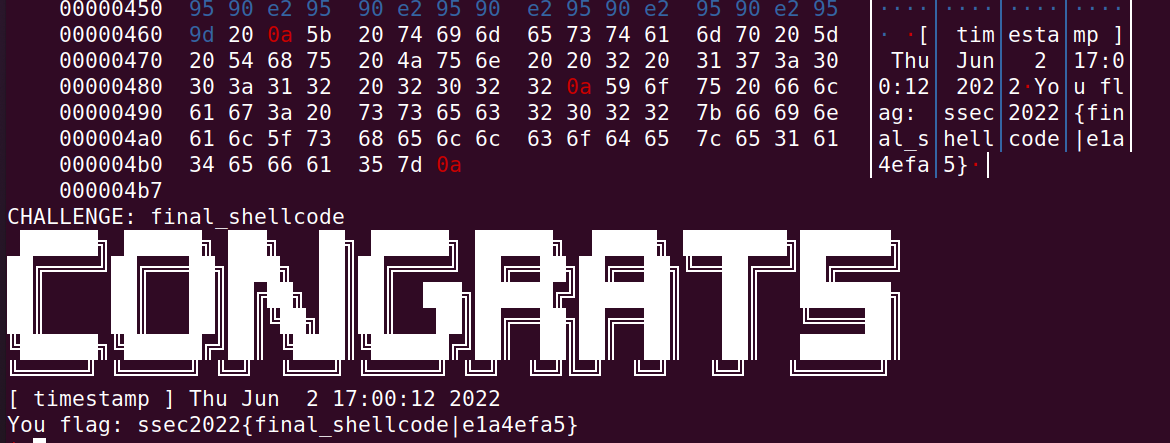 00000450  95 90 e2 95  90 e2 95 90  e2 95 90 e2  95 90 e2 95  │····│····│····│····│
00000460  9d 20 0a 5b  20 74 69 6d  65 73 74 61  6d 70 20 5d  │· ·[│ tim│esta│mp ]│
00000470  20 54 68 75  20 4a 75 6e  20 20 32 20  31 37 3a 30  │ Thu│ Jun│  2 │17:0│
00000480  30 3a 31 32  20 32 30 32  32 0a 59 6f  75 20 66 6c  │0:12│ 202│2·Yo│u fl│
00000490  61 67 3a 20  73 73 65 63  32 30 32 32  7b 66 69 6e  │ag: │ssec│2022│{fin│
000004a0  61 6c 5f 73  68 65 6c 6c  63 6f 64 65  7c 65 31 61  │al_s│hell│code│|e1a│
000004b0  34 65 66 61  35 7d 0a  │4efa│5}·│
000004b7
CHALLENGE: final_shellcode
CONGRATS
[ timestamp ] Thu Jun  2 17:00:12 2022
You flag: ssec2022{final_shellcode|e1a4efa5}